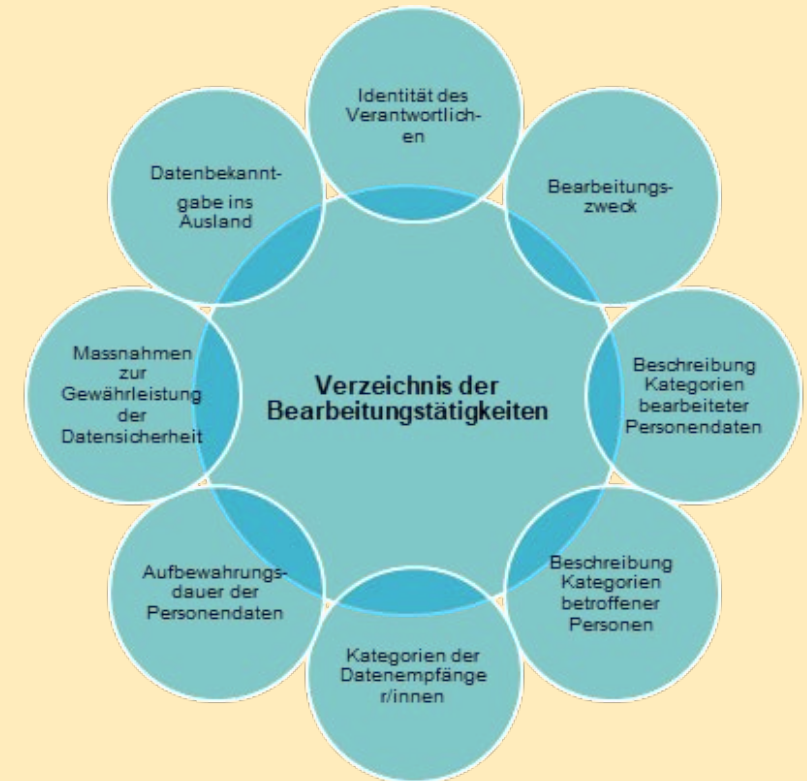 Identität des
Verantwortlich-
en
Bearbeitungs-
zweck
Beschreibung
Kategorien
bearbeiteter
Personendaten
Beschreibung
Kategorien
betroffener
Personen
Kategorien der
Datenempfänge
r/innen
Aufbewahrungs-
dauer der
Personendaten
Massnahmen
zur
Gewährleistung
der
Datensicherheit
Datenbekannt-
gabe ins
Ausland
Verzeichnis der
Bearbeitungstätigkeiten